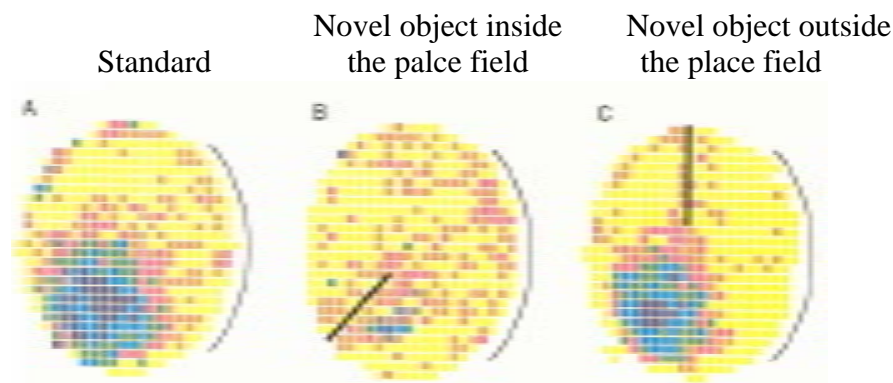 Standard
Novel object inside
the palce field
Novel object outside
the place field
A
B
C